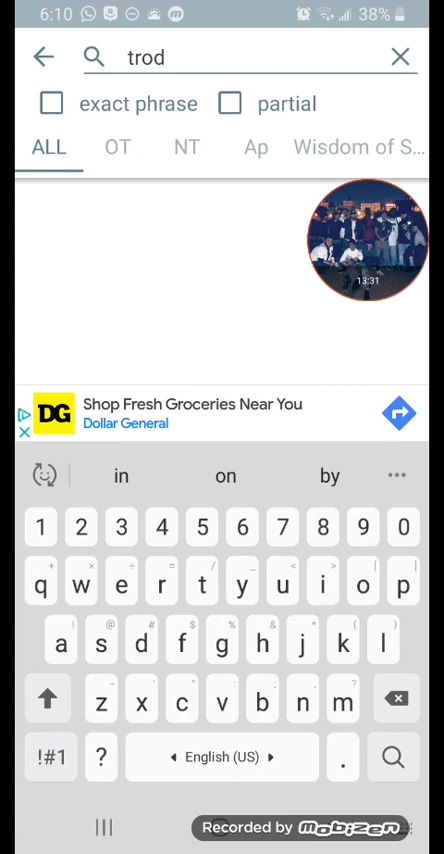 6:10 38%
trod
exact phrase partial
ALL OT NT Ap Wisdom of S...
13:31
DG Shop Fresh Groceries Near You
Dollar General
in on by ...
1 2 3 4 5 6 7 8 9 0
q w e r t y u i o p
a s d f g h j k l
z x c v b n m
!#1 ? English (US) .
Recorded by Mobizen